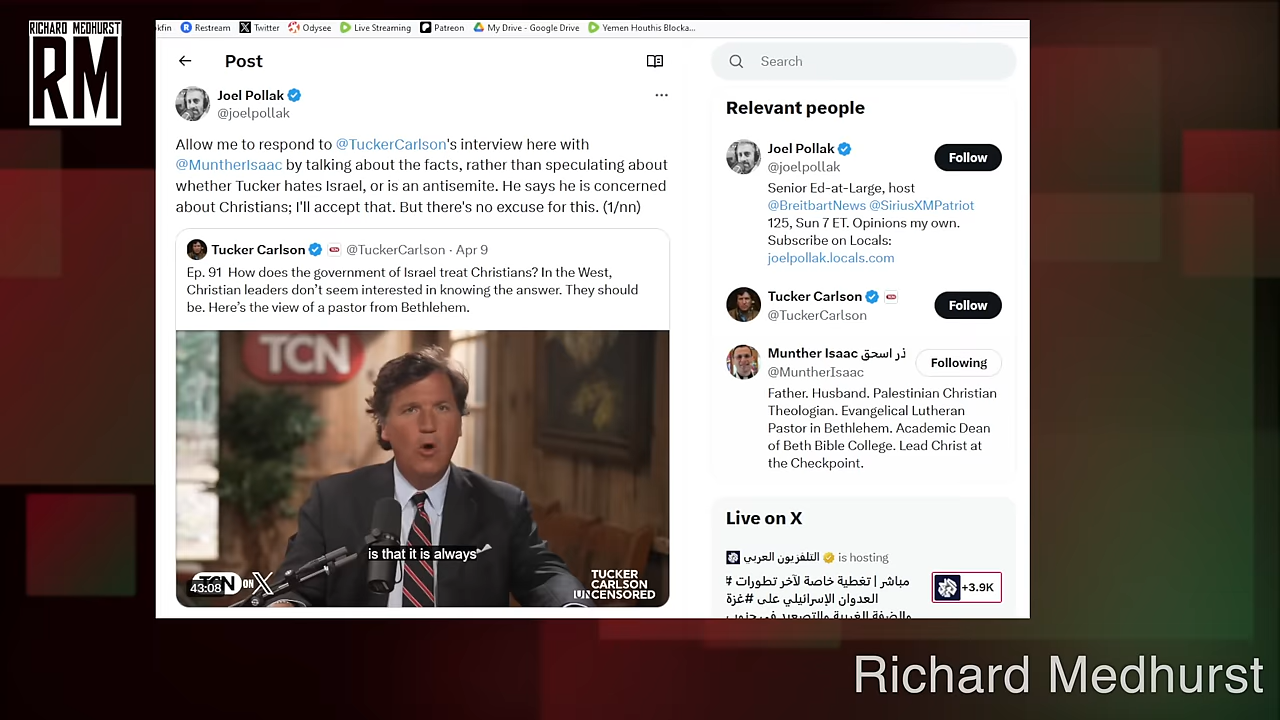 RICHARD MEDHURST
RM
kfin
Restream
Twitter
Odysee
Live Streaming
Patreon
My Drive - Google Drive
Yemen Houthis Blocka...
Post
Joel Pollak
@joelpollak
Allow me to respond to @TuckerCarlson's interview here with
@MuntherIsaac by talking about the facts, rather than speculating about
whether Tucker hates Israel, or is an antisemite. He says he is concerned
about Christians; I'll accept that. But there's no excuse for this. (1/nn)
Tucker Carlson @TuckerCarlson · Apr 9
Ep. 91 How does the government of Israel treat Christians? In the West,
Christian leaders don't seem interested in knowing the answer. They should
be. Here's the view of a pastor from Bethlehem.
TCN
is that it is always
43:08
TCN ON X
TUCKER
CARLSON
UNCENSORED
Search
Relevant people
Joel Pollak
@joelpollak
Follow
Senior Ed-at-Large, host
@BreitbartNews @SiriusXMPatriot
125, Sun 7 ET. Opinions my own.
Subscribe on Locals:
joelpollak.locals.com
Tucker Carlson
@TuckerCarlson
Follow
Munther Isaac ذر اسحق
@MuntherIsaac
Following
Father. Husband. Palestinian Christian
Theologian. Evangelical Lutheran
Pastor in Bethlehem. Academic Dean
of Beth Bible College. Lead Christ at
the Checkpoint.
Live on X
التلفزيون العربي is hosting
مباشر | تغطية خاصة لآخر تطورات #
العدوان الإسرائيلي على #غزة
والضفة الغربية والتصعيد في جنوب
+3.9K
Richard Medhurst